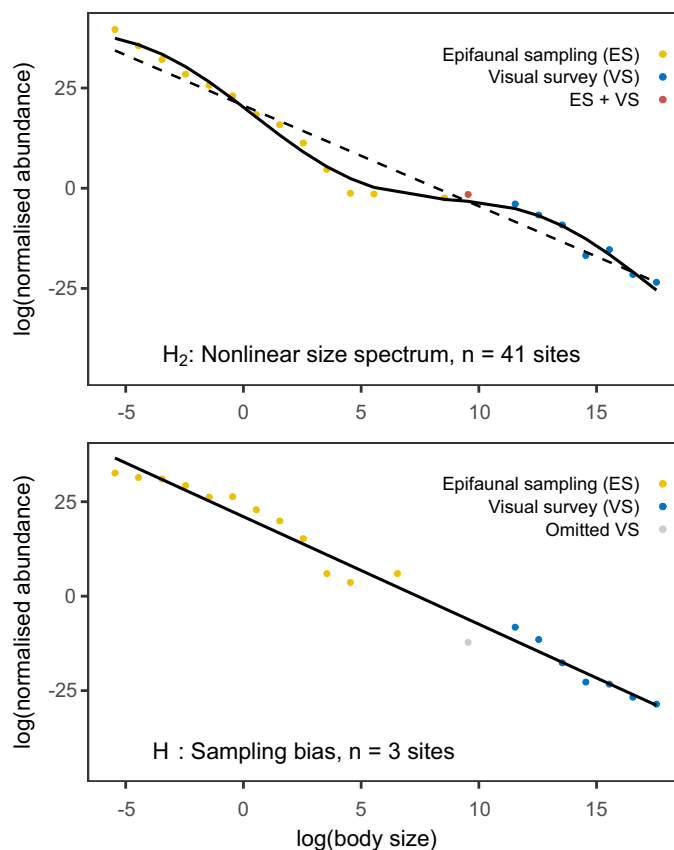 log(normalised abundance)
25
0
-25
Epifaunal sampling (ES)
Visual survey (VS)
ES + VS
H₂: Nonlinear size spectrum, n = 41 sites
-5 0 5 10 15
log(normalised abundance)
25
0
-25
Epifaunal sampling (ES)
Visual survey (VS)
Omitted VS
H : Sampling bias, n = 3 sites
-5 0 5 10 15
log(body size)